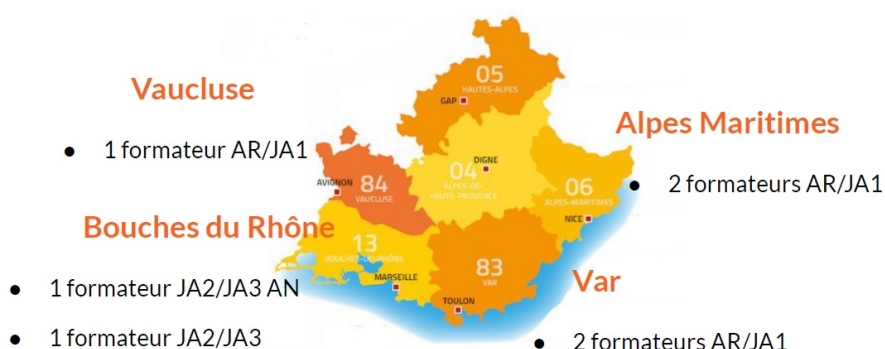 Vaucluse
• 1 formateur AR/JA1
Bouches du Rhône
• 1 formateur JA2/JA3 AN
• 1 formateur JA2/JA3
05
HAUTES-ALPES
GAP
04
ALPES-DE-
HAUTE-PROVENCE
DIGNE
84
VAUCLUSE
AVIGNON
06
ALPES-MARITIMES
NICE
13
BOUCHES-DU-RHÔNE
MARSEILLE
83
VAR
TOULON
Alpes Maritimes
• 2 formateurs AR/JA1
Var
• 2 formateurs AR/JA1